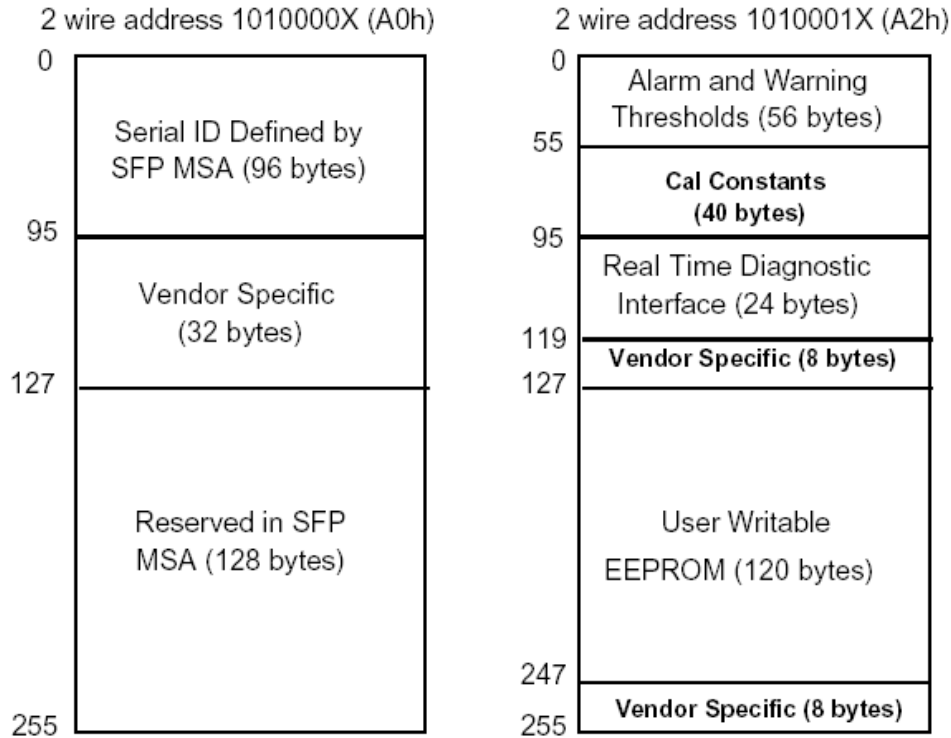 2 wire address 1010000X (A0h)
0
Serial ID Defined by
SFP MSA (96 bytes)
95
Vendor Specific
(32 bytes)
127
Reserved in SFP
MSA (128 bytes)
255
2 wire address 1010001X (A2h)
0
Alarm and Warning
Thresholds (56 bytes)
55
Cal Constants
(40 bytes)
95
Real Time Diagnostic
Interface (24 bytes)
119
Vendor Specific (8 bytes)
127
User Writable
EEPROM (120 bytes)
247
Vendor Specific (8 bytes)
255